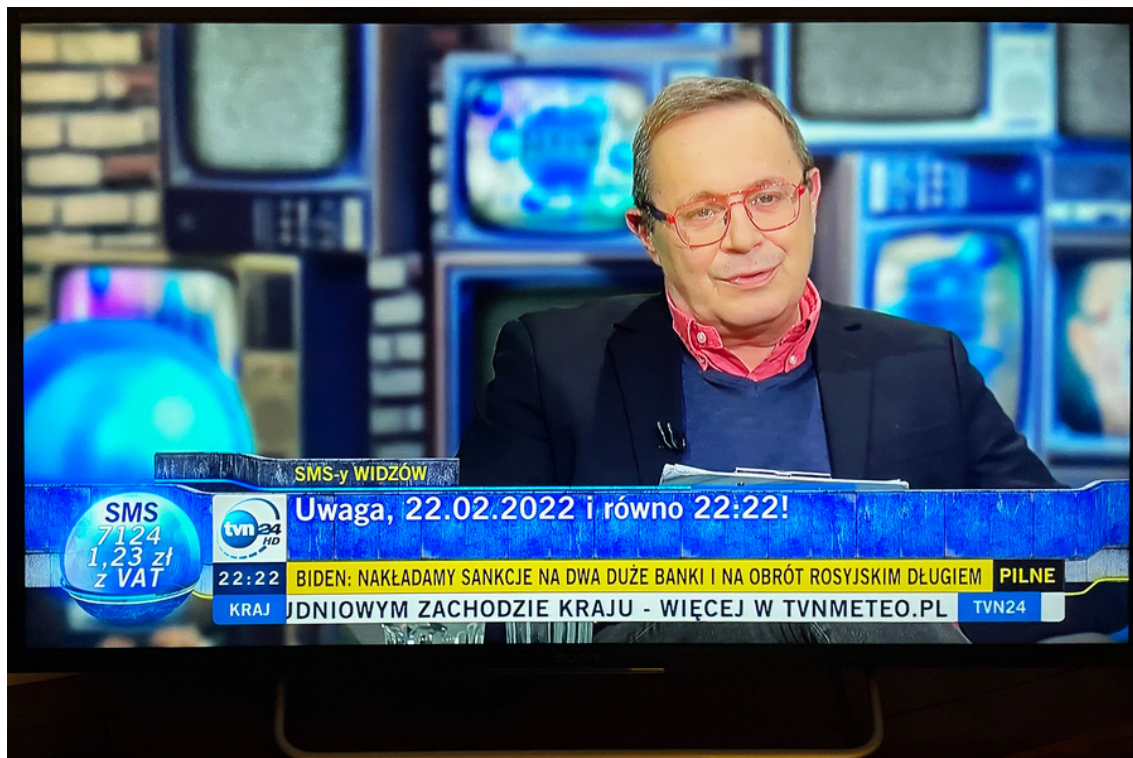 SMS-y WIDZÓW
Uwaga, 22.02.2022 i równo 22:22!
SMS
7124
1,23 zł
z VAT
tvn24
HD
22:22 BIDEN: NAKŁADAMY SANKCJE NA DWA DUŻE BANKI I NA OBRÓT ROSYJSKIM DŁUGIEM PILNE
KRAJ UDNIOWYM ZACHODZIE KRAJU - WIĘCEJ W TVNMETEO.PL TVN24